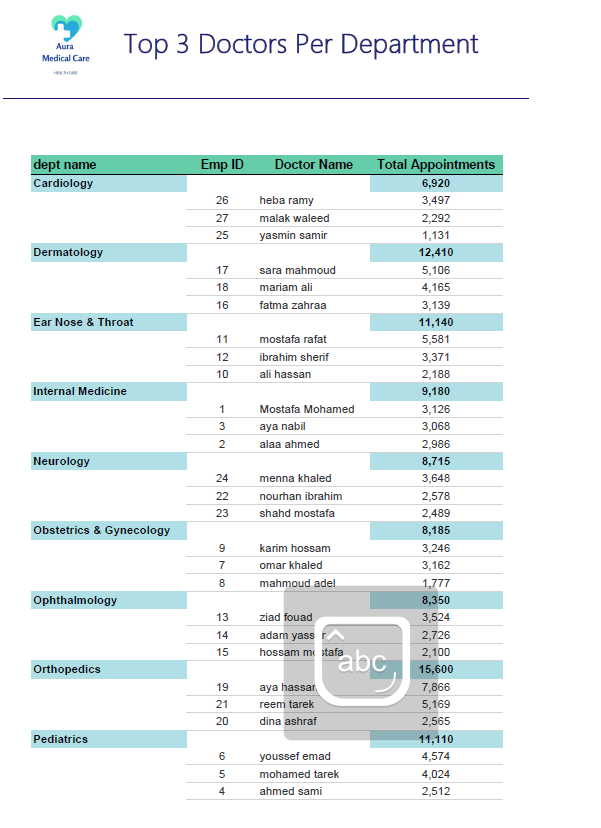 Aura
Medical Care
HEALTH CARE
Top 3 Doctors Per Department
dept name Emp ID Doctor Name Total Appointments
Cardiology 6,920
26 heba ramy 3,497
27 malak waleed 2,292
25 yasmin samir 1,131
Dermatology 12,410
17 sara mahmoud 5,106
18 mariam ali 4,165
16 fatma zahraa 3,139
Ear Nose & Throat 11,140
11 mostafa rafat 5,581
12 ibrahim sherif 3,371
10 ali hassan 2,188
Internal Medicine 9,180
1 Mostafa Mohamed 3,126
3 aya nabil 3,068
2 alaa ahmed 2,986
Neurology 8,715
24 menna khaled 3,648
22 nourhan ibrahim 2,578
23 shahd mostafa 2,489
Obstetrics & Gynecology 8,185
9 karim hossam 3,246
7 omar khaled 3,162
8 mahmoud adel 1,777
Ophthalmology 8,350
13 ziad fouad 3,524
14 adam yasser 2,726
15 hossam mostafa 2,100
abc
Orthopedics 15,600
19 aya hassan 7,866
21 reem tarek 5,169
20 dina ashraf 2,565
Pediatrics 11,110
6 youssef emad 4,574
5 mohamed tarek 4,024
4 ahmed sami 2,512